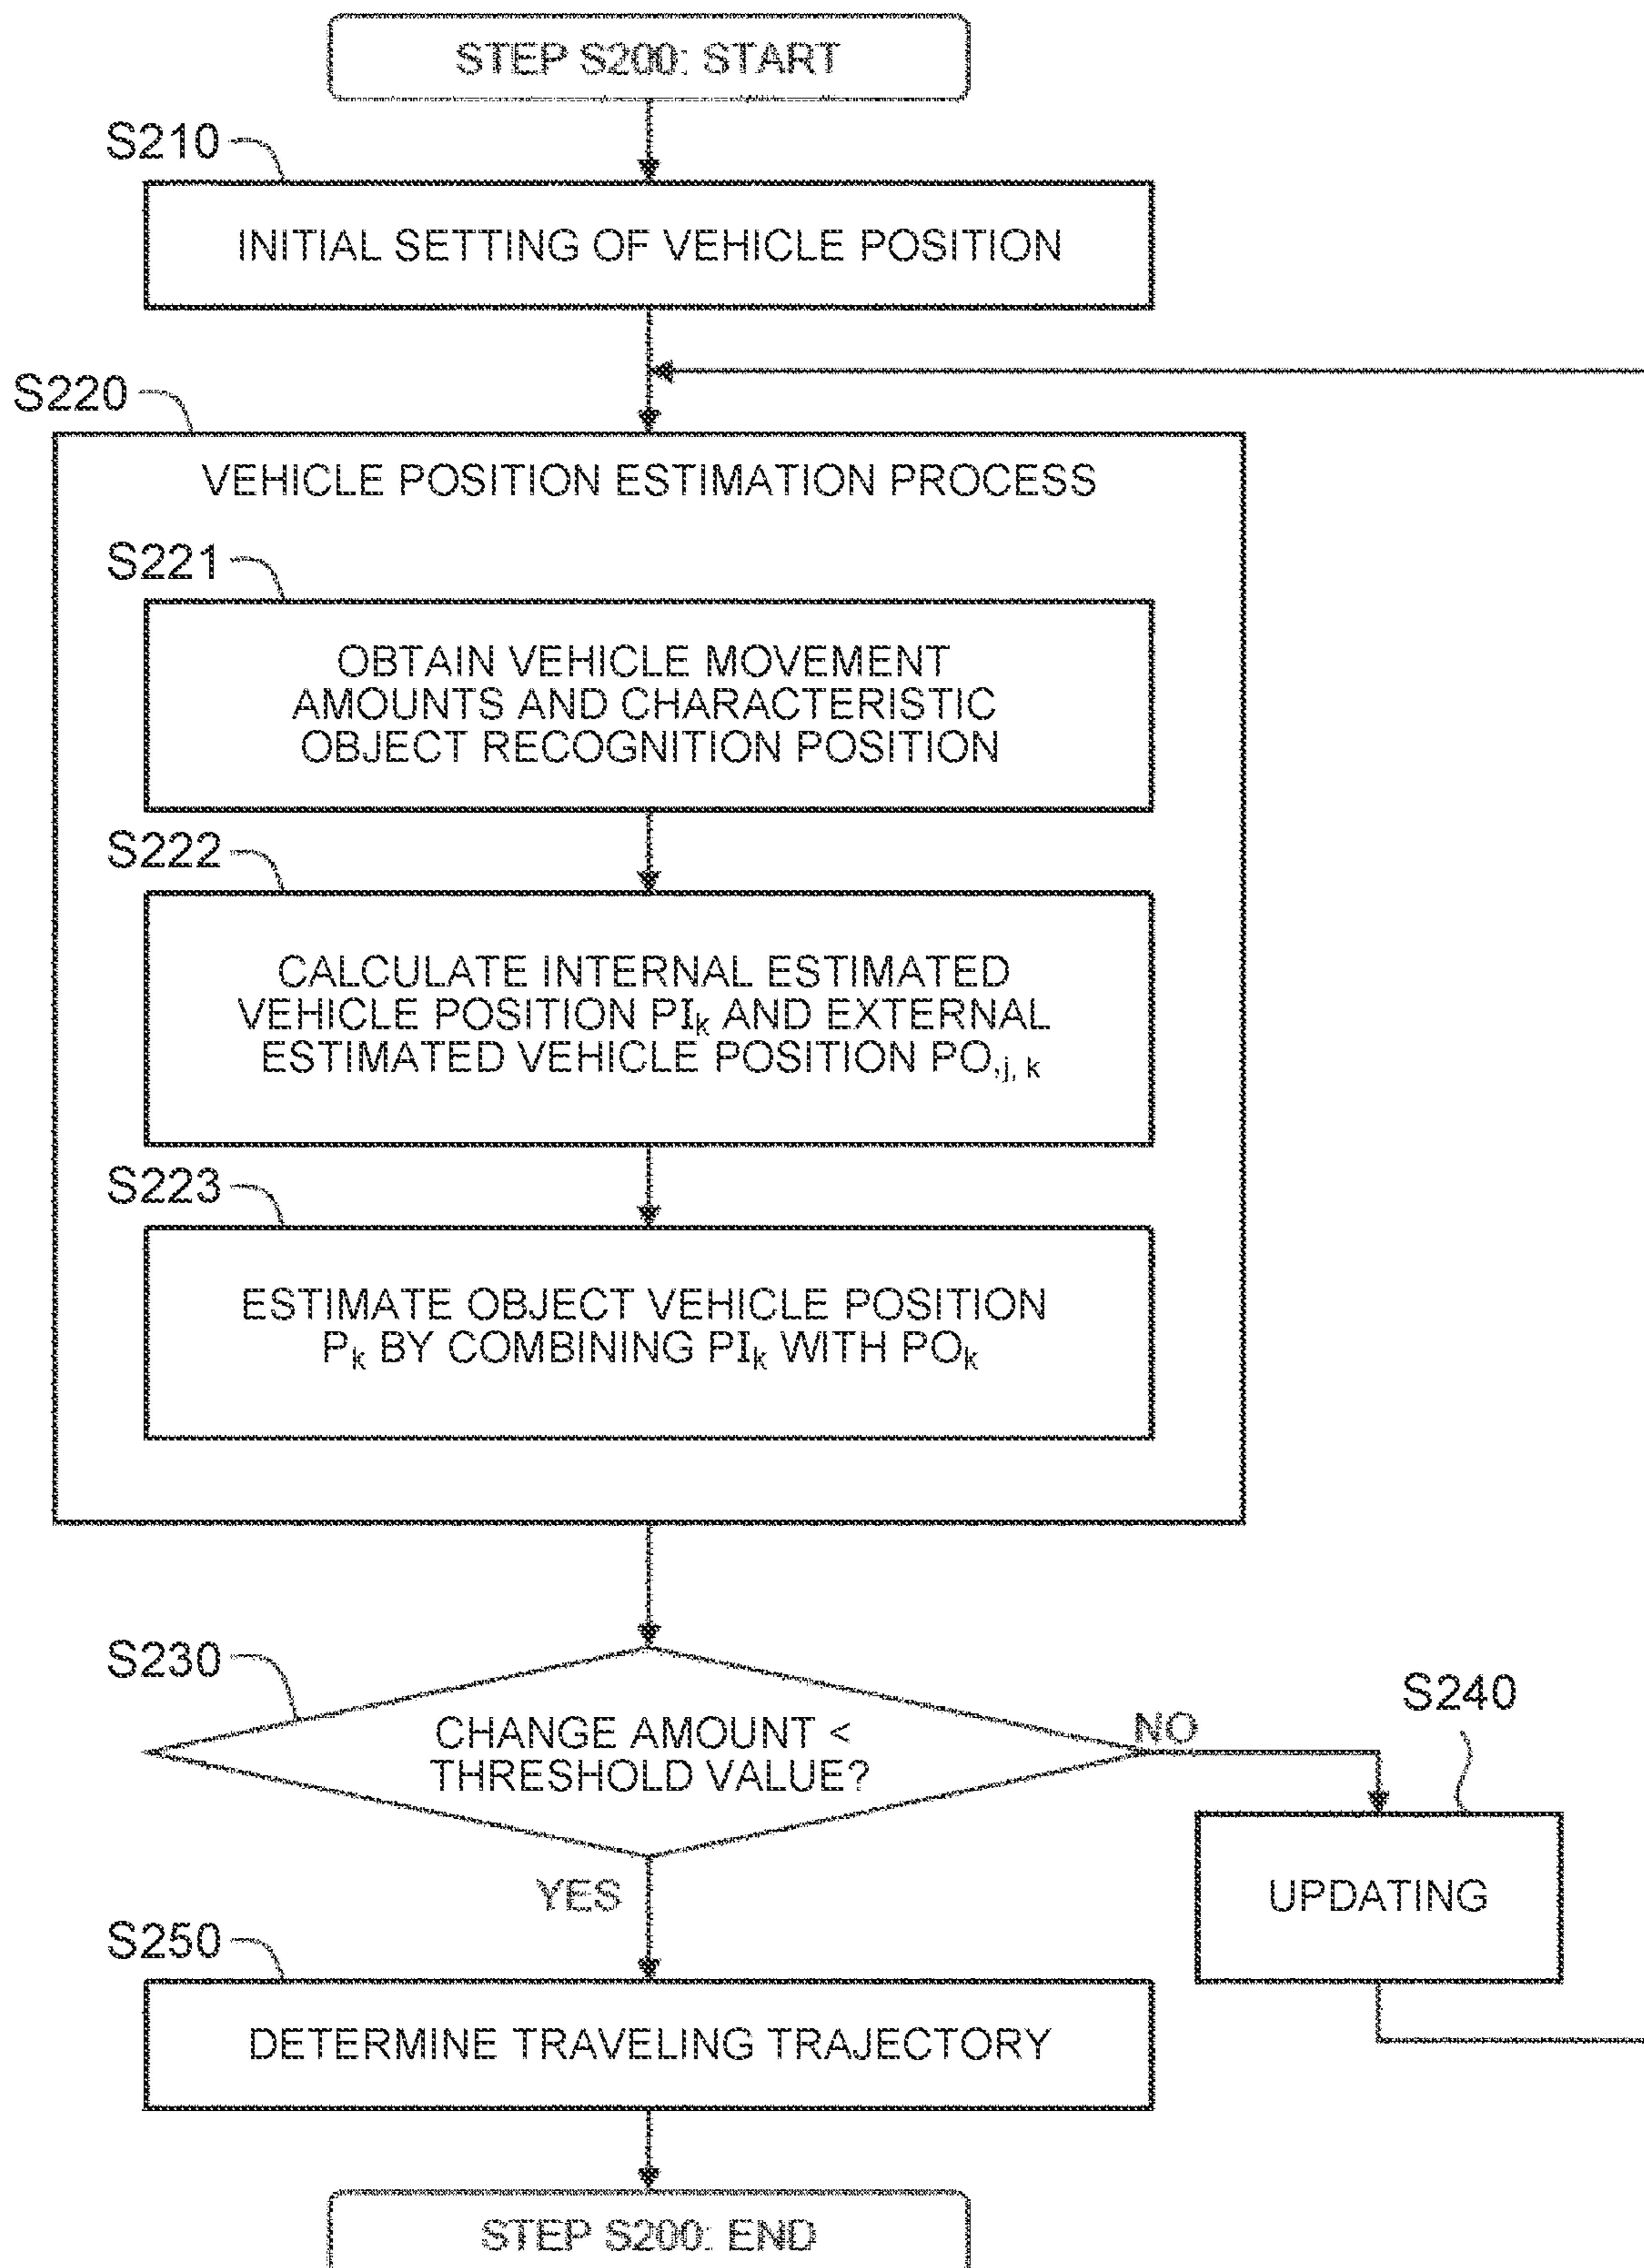 STEP S200: START
S210
INITIAL SETTING OF VEHICLE POSITION
S220
VEHICLE POSITION ESTIMATION PROCESS
S221
OBTAIN VEHICLE MOVEMENT
AMOUNTS AND CHARACTERISTIC
OBJECT RECOGNITION POSITION
S222
CALCULATE INTERNAL ESTIMATED
VEHICLE POSITION PIk AND EXTERNAL
ESTIMATED VEHICLE POSITION PO,j, k
S223
ESTIMATE OBJECT VEHICLE POSITION
Pk BY COMBINING PIk WITH POk
S230
CHANGE AMOUNT <
THRESHOLD VALUE?
NO
S240
UPDATING
YES
S250
DETERMINE TRAVELING TRAJECTORY
STEP S200: END